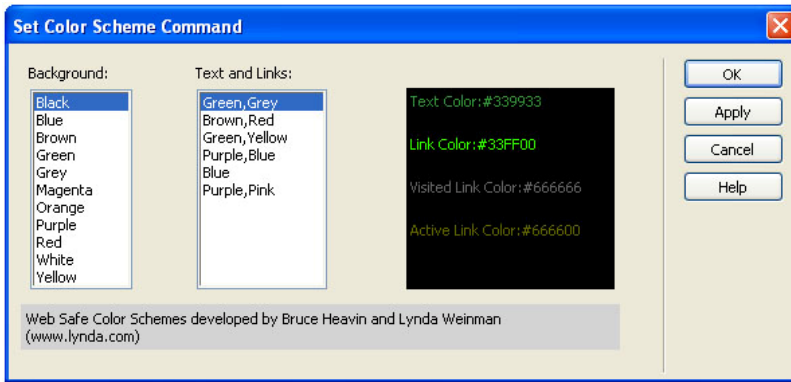 Set Color Scheme Command
Background:
Black
Blue
Brown
Green
Grey
Magenta
Orange
Purple
Red
White
Yellow
Text and Links:
Green,Grey
Brown,Red
Green,Yellow
Purple,Blue
Blue
Purple,Pink
Text Color:#339933
Link Color:#33FF00
Visited Link Color:#666666
Active Link Color:#666600
OK
Apply
Cancel
Help
Web Safe Color Schemes developed by Bruce Heavin and Lynda Weinman
(www.lynda.com)